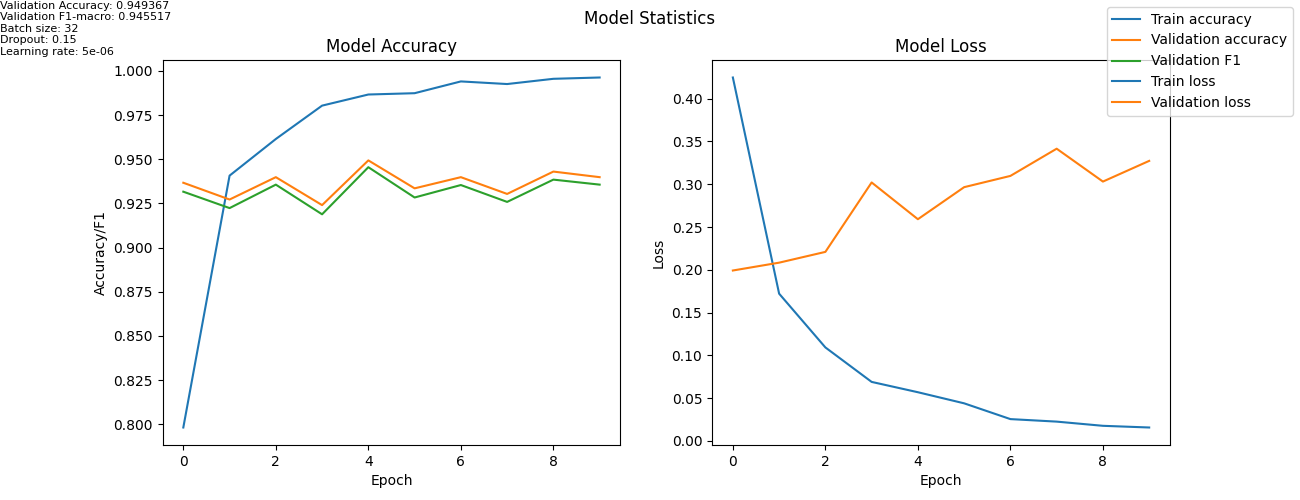 Validation Accuracy: 0.949367
Validation F1-macro: 0.945517
Batch size: 32
Dropout: 0.15
Learning rate: 5e-06
Model Statistics
Model Accuracy
1.000
0.975
0.950
0.925
0.900
0.875
0.850
0.825
0.800
Accuracy/F1
0 2 4 6 8
Epoch
Model Loss
0.40
0.35
0.30
0.25
0.20
0.15
0.10
0.05
0.00
Loss
0 2 4 6 8
Epoch
Train accuracy
Validation accuracy
Validation F1
Train loss
Validation loss